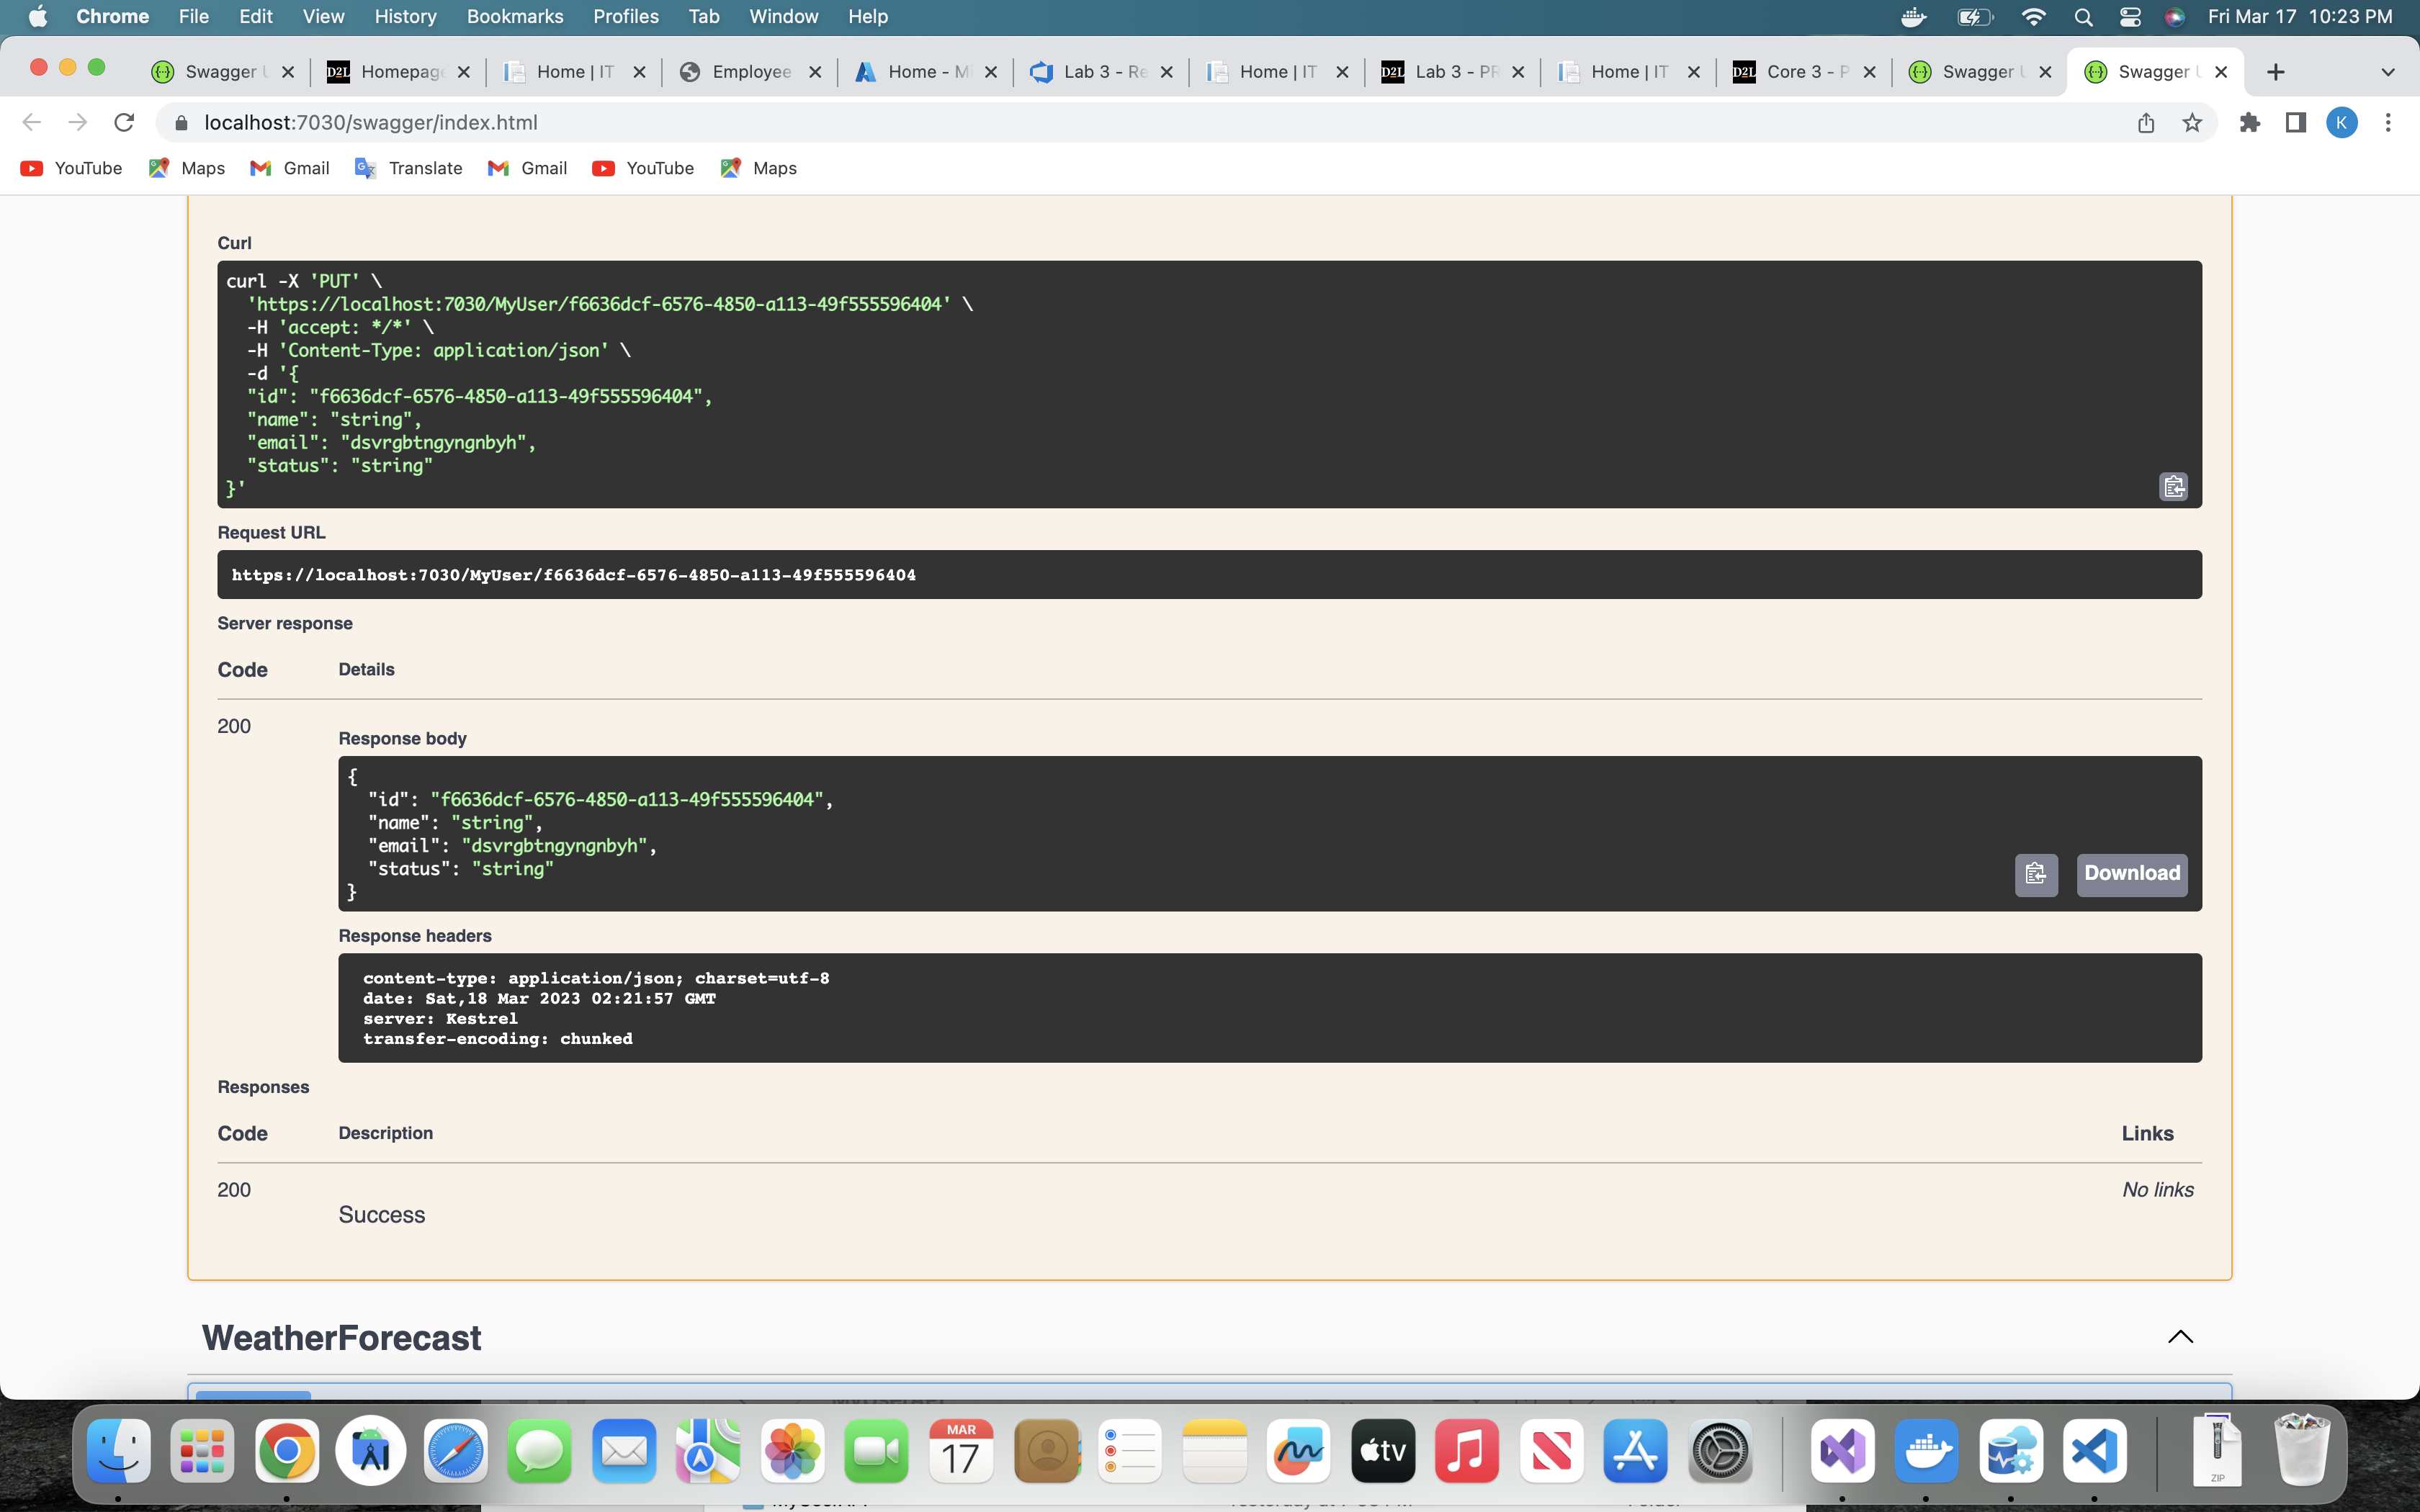 Chrome File Edit View History Bookmarks Profiles Tab Window Help Fri Mar 17 10:23 PM
Swagger U D2L Homepage Home | IT Employee Home - Mi Lab 3 - Re Home | IT D2L Lab 3 - PR Home | IT D2L Core 3 - P Swagger U Swagger U
localhost:7030/swagger/index.html K
YouTube Maps Gmail Translate Gmail YouTube Maps
Curl
curl -X 'PUT' \
'https://localhost:7030/MyUser/f6636dcf-6576-4850-a113-49f555596404' \
-H 'accept: */*' \
-H 'Content-Type: application/json' \
-d '{
"id": "f6636dcf-6576-4850-a113-49f555596404",
"name": "string",
"email": "dsvrgbtngyngnbyh",
"status": "string"
}'
Request URL
https://localhost:7030/MyUser/f6636dcf-6576-4850-a113-49f555596404
Server response
Code Details
200
Response body
{
"id": "f6636dcf-6576-4850-a113-49f555596404",
"name": "string",
"email": "dsvrgbtngyngnbyh",
"status": "string"
}
Download
Response headers
content-type: application/json; charset=utf-8
date: Sat,18 Mar 2023 02:21:57 GMT
server: Kestrel
transfer-encoding: chunked
Responses
Code Description Links
200 No links
Success
WeatherForecast
MAR
17
tv
ZIP